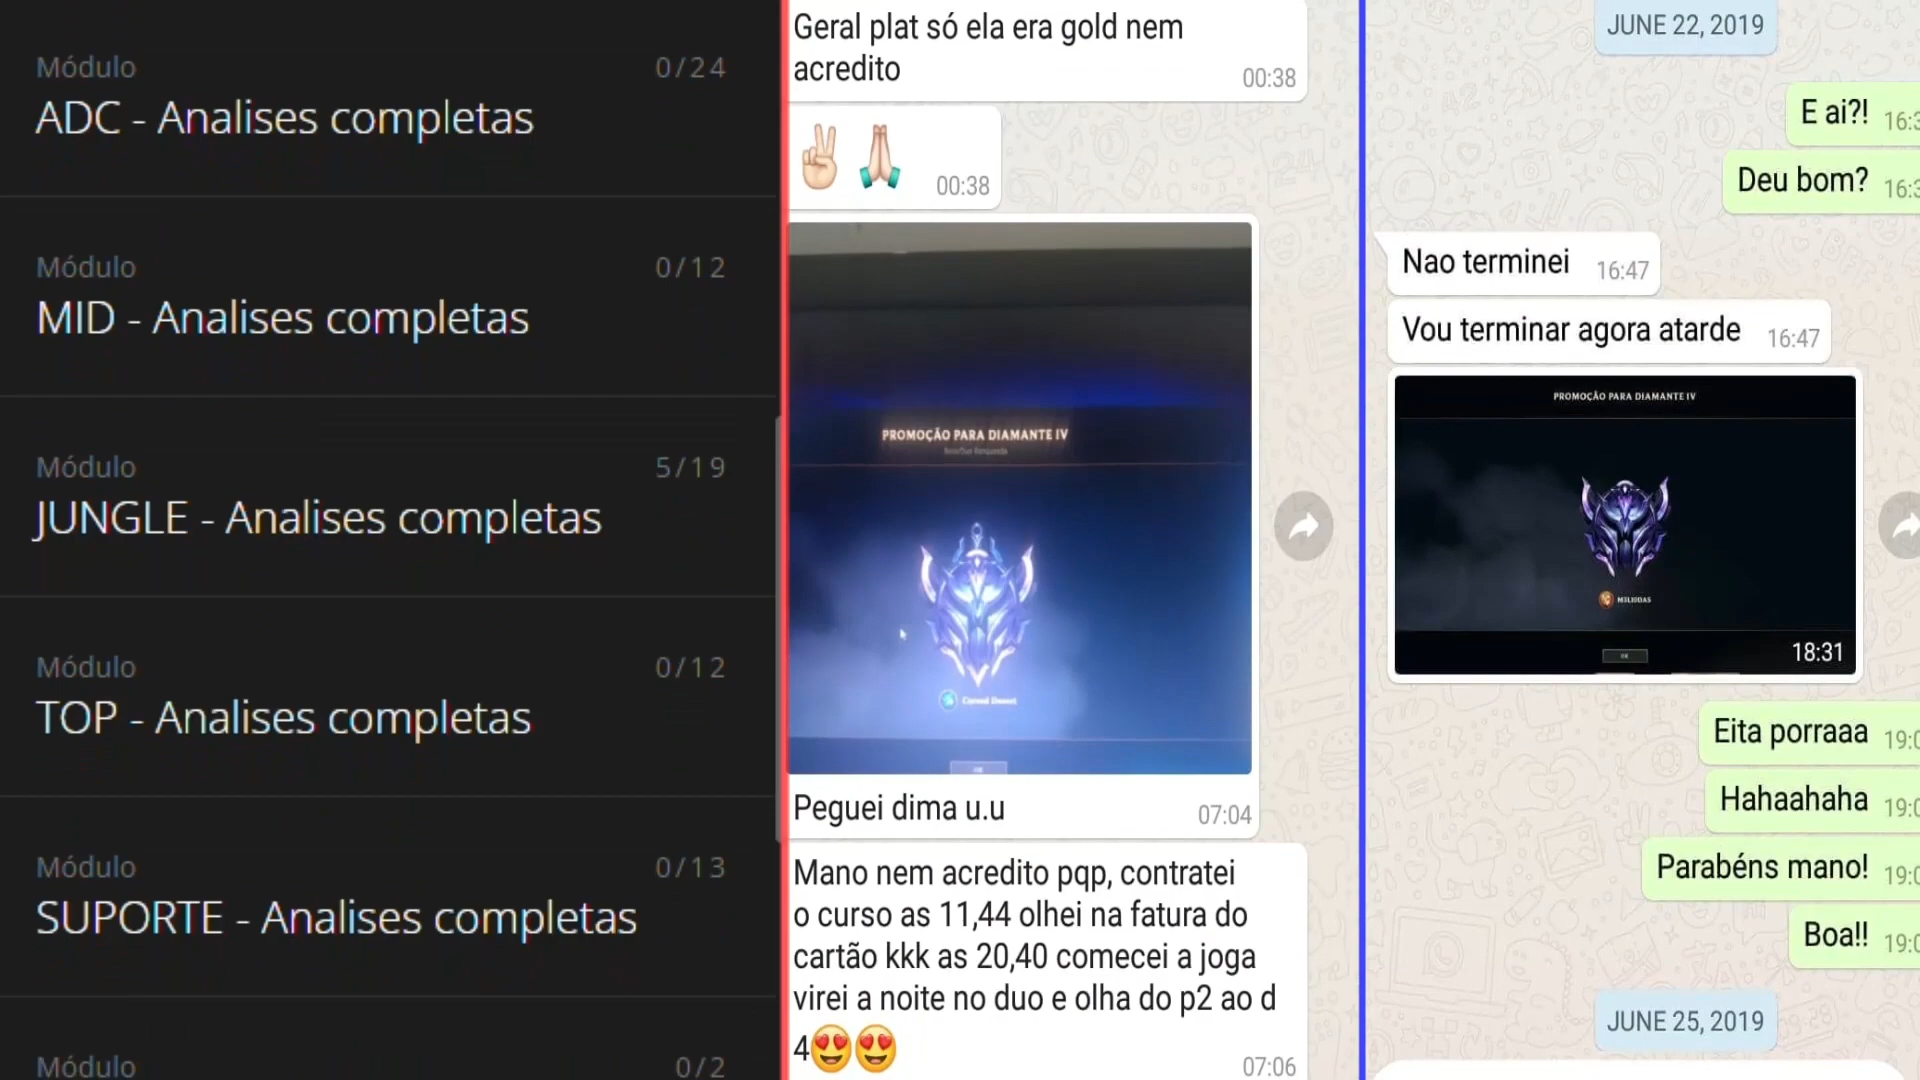 Módulo 0/24
ADC - Analises completas
Módulo 0/12
MID - Analises completas
Módulo 5/19
JUNGLE - Analises completas
Módulo 0/12
TOP - Analises completas
Módulo 0/13
SUPORTE - Analises completas
Módulo 0/2
Geral plat só ela era gold nem
acredito 00:38
00:38
PROMOÇÃO PARA DIAMANTE IV
Peguei dima u.u 07:04
Mano nem acredito pqp, contratei
o curso as 11,44 olhei na fatura do
cartão kkk as 20,40 comecei a joga
virei a noite no duo e olha do p2 ao d
4😍😍 07:06
JUNE 22, 2019
E ai?!
Deu bom?
Nao terminei 16:47
Vou terminar agora atarde 16:47
PROMOÇÃO PARA DIAMANTE IV
MELIODAS
OK
18:31
Eita porraaa
Hahaahaha
Parabéns mano!
Boa!!
JUNE 25, 2019